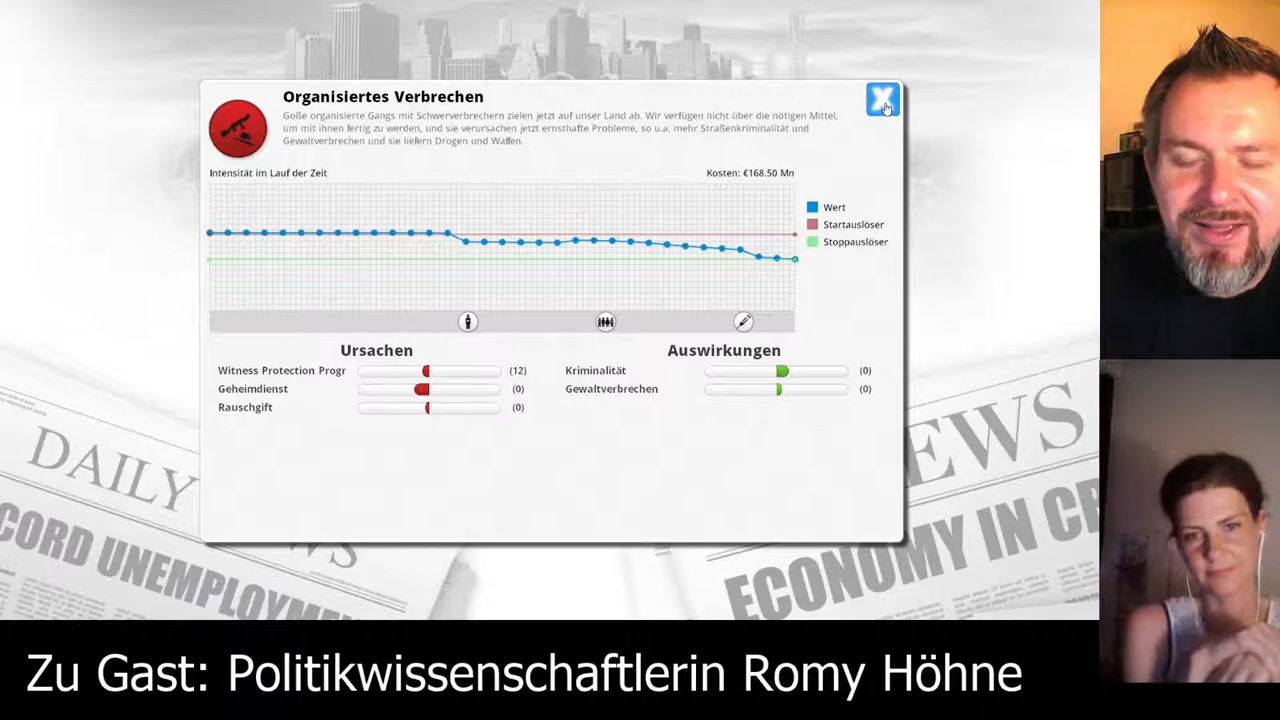 Organisiertes Verbrechen
X
Goße organisierte Gangs mit Schwerverbrechern zielen jetzt auf unser Land ab. Wir verfügen nicht über die nötigen Mittel,
um mit ihnen fertig zu werden, und sie verursachen jetzt ernsthafte Probleme, so u.a. mehr Straßenkriminalität und
Gewaltverbrechen und sie liefern Drogen und Waffen.
Intensität im Lauf der Zeit
Kosten: €168.50 Mn
Wert
Startauslöser
Stoppauslöser
Ursachen
Witness Protection Progr (12)
Geheimdienst (0)
Rauschgift (0)
Auswirkungen
Kriminalität (0)
Gewaltverbrechen (0)
DAILY
NEWS
CORD UNEMPLOYME
EWS
ECONOMY IN CR
Zu Gast: Politikwissenschaftlerin Romy Höhne